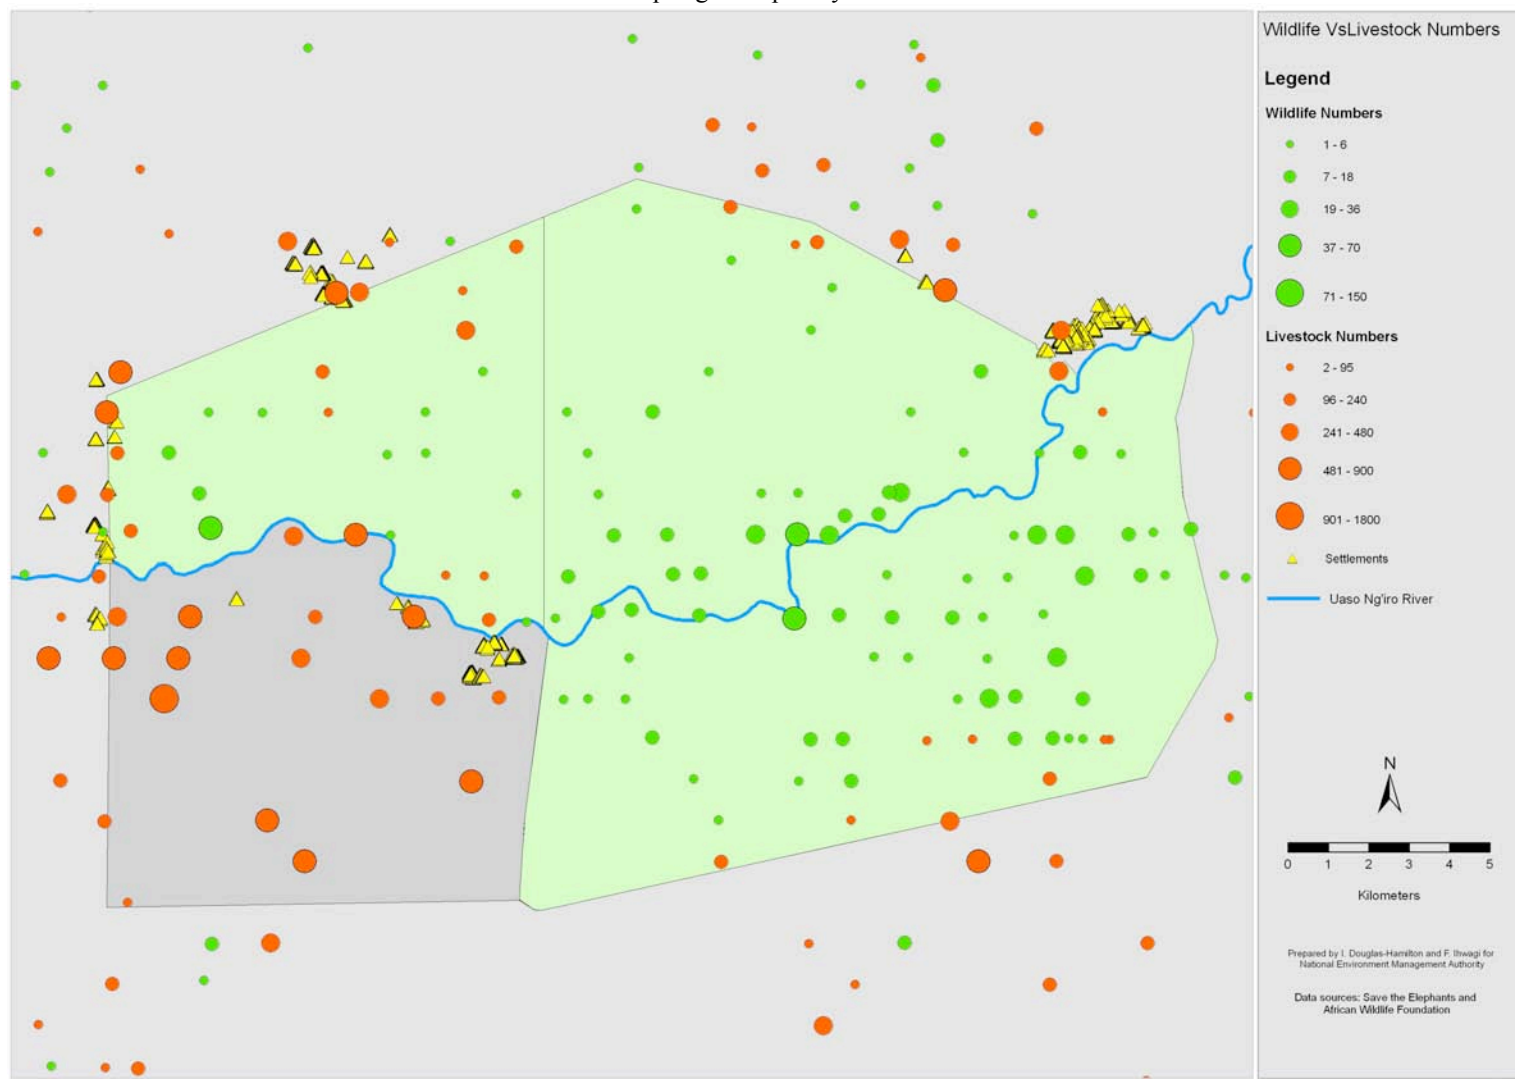 Wildlife VsLivestock Numbers
Legend
Wildlife Numbers
1 - 6
7 - 18
19 - 36
37 - 70
71 - 150
Livestock Numbers
2 - 95
96 - 240
241 - 480
481 - 900
901 - 1800
Settlements
Uaso Ng'iro River
N
0 1 2 3 4 5
Kilometers
Prepared by I. Douglas-Hamilton and F. Ihwagi for
National Environment Management Authority
Data sources: Save the Elephants and
African Wildlife Foundation